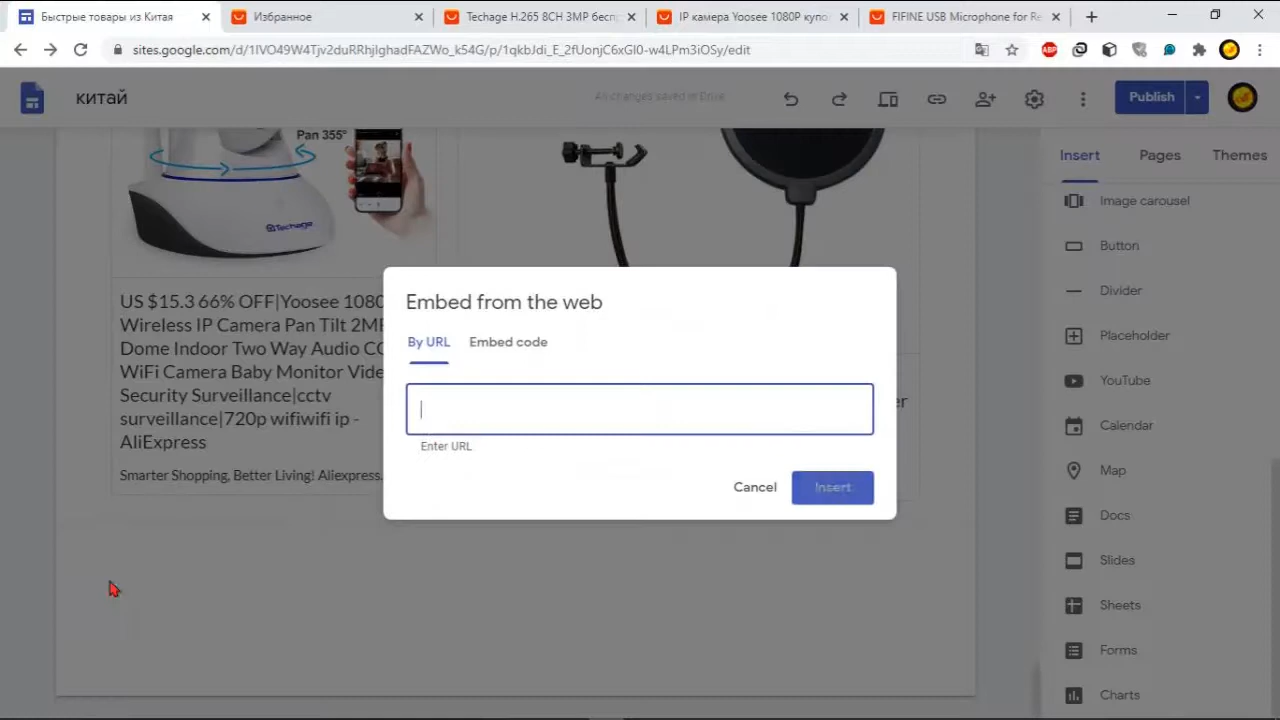 Быстрые товары из Китая
Избранное
Techage H.265 8CH 3MP бесп
IP камера Yoosee 1080P купо
FIFINE USB Microphone for Re
sites.google.com/d/1IVO49W4Tjv2duRRhjIghadFAZWo_k54G/p/1qkbJdi_E_2fUonjC6xGI0-w4LPm3iOSy/edit
ABP
китай
All changes saved in Drive
Publish
Pan 355°
Techage
Insert
Pages
Themes
Image carousel
Button
Divider
Placeholder
YouTube
Calendar
Map
Docs
Slides
Sheets
Forms
Charts
US $15.3 66% OFF|Yoosee 1080
Wireless IP Camera Pan Tilt 2M
Dome Indoor Two Way Audio CC
WiFi Camera Baby Monitor Vide
Security Surveillance|cctv
surveillance|720p wifiwifi ip -
AliExpress
Smarter Shopping, Better Living! Aliexpress.
er
Embed from the web
By URL
Embed code
Enter URL
Cancel
Insert